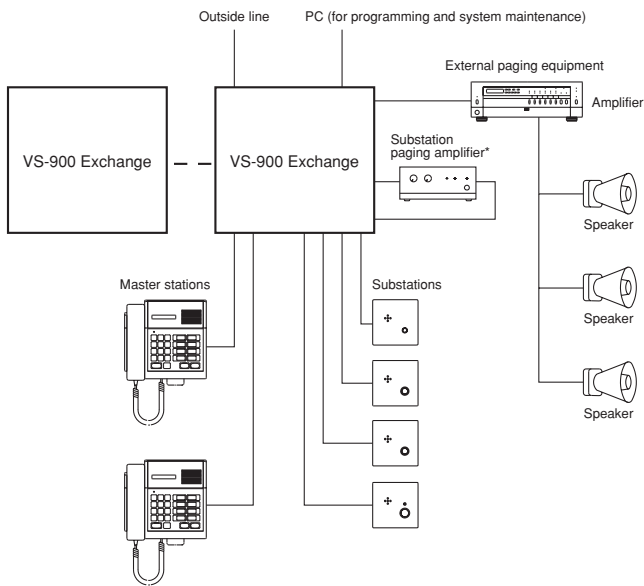 Outside line
PC (for programming and system maintenance)
External paging equipment
Amplifier
VS-900 Exchange
VS-900 Exchange
Substation
paging amplifier*
Speaker
Master stations
Substations
Speaker
Speaker